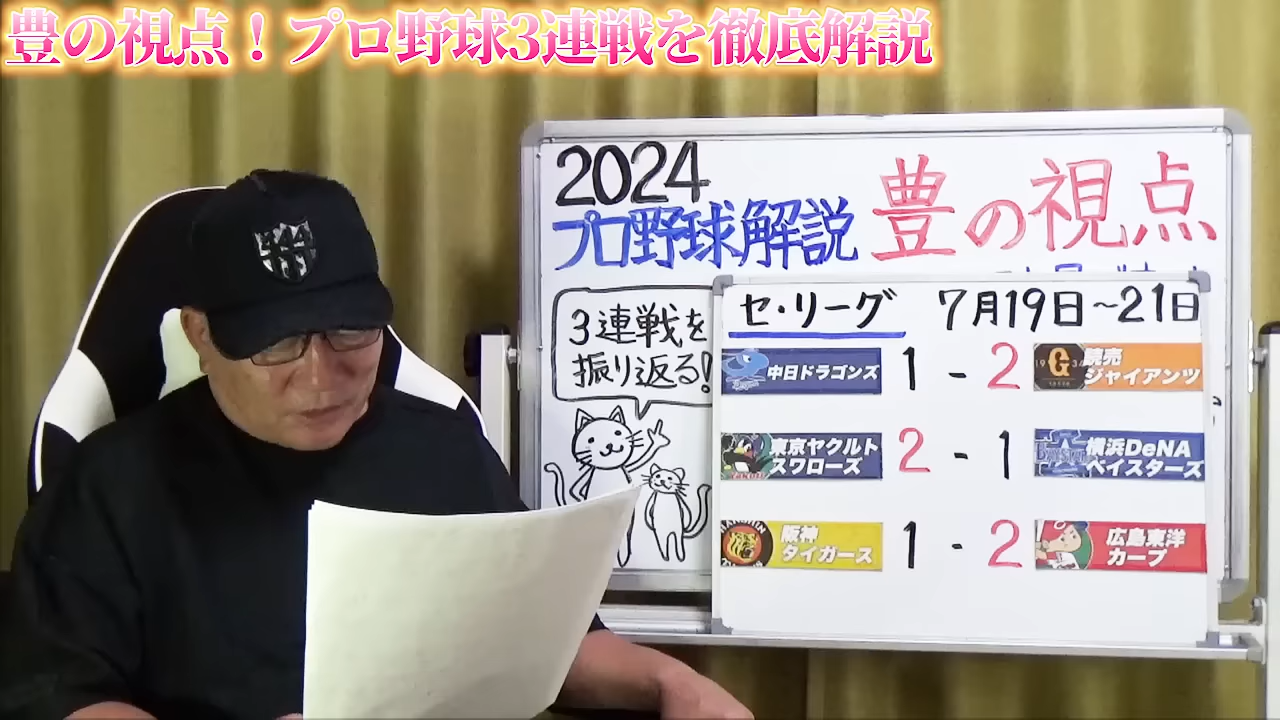 豊の視点！プロ野球3連戦を徹底解説
2024
プロ野球解説 豊の視点
3連戦を
振り返る!
セ・リーグ 7月19日～21日
中日ドラゴンズ 1 - 2 読売
ジャイアンツ
東京ヤクルト
スワローズ 2 - 1 横浜DeNA
ベイスターズ
阪神
タイガース 1 - 2 広島東洋
カープ